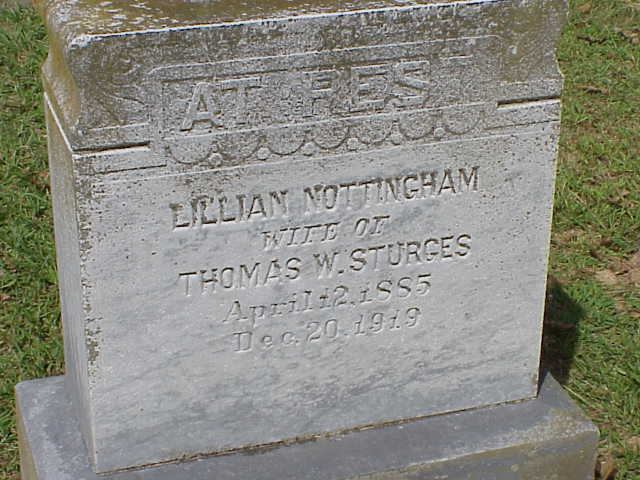 AT REST
LILLIAN NOTTINGHAM
WIFE OF
THOMAS W. STURGES
April 12, 1885
Dec. 20, 1919